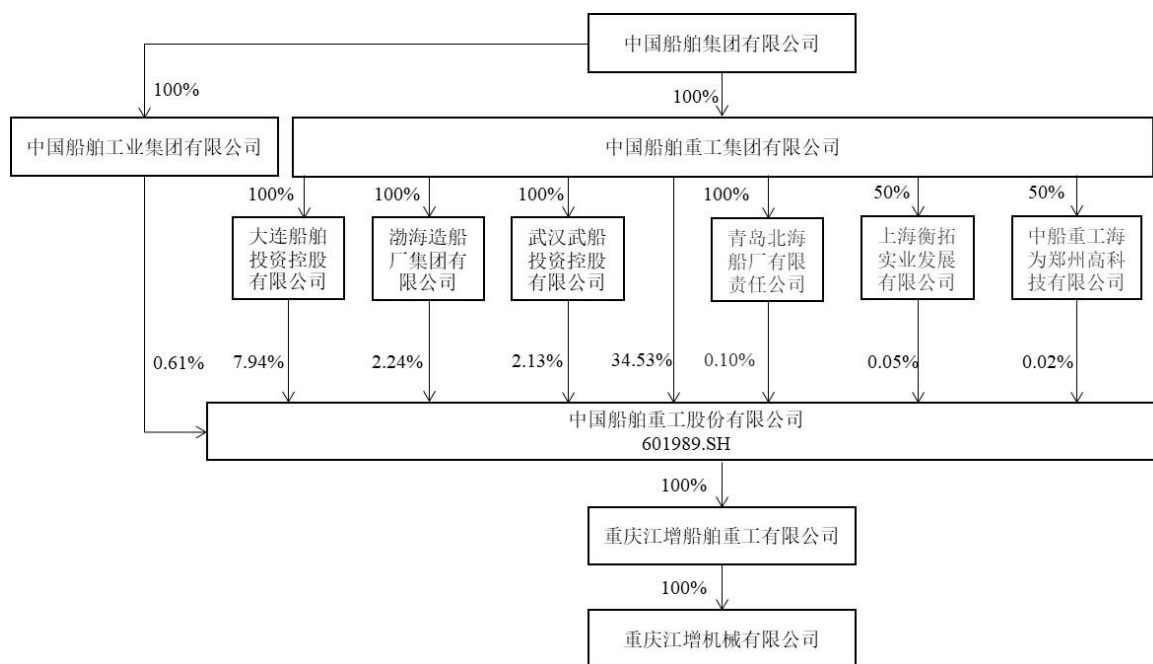 中国船舶集团有限公司
100%
100%
中国船舶工业集团有限公司
中国船舶重工集团有限公司
100%
100%
100%
100%
50%
50%
大连船舶
投资控股
有限公司
渤海造船
厂集团有
限公司
武汉武船
投资控股
有限公司
青岛北海
船厂有限
责任公司
上海衡拓
实业发展
有限公司
中船重工海
为郑州高科
技有限公司
0.61%
7.94%
2.24%
2.13%
34.53%
0.10%
0.05%
0.02%
中国船舶重工股份有限公司
601989.SH
100%
重庆江增船舶重工有限公司
100%
重庆江增机械有限公司